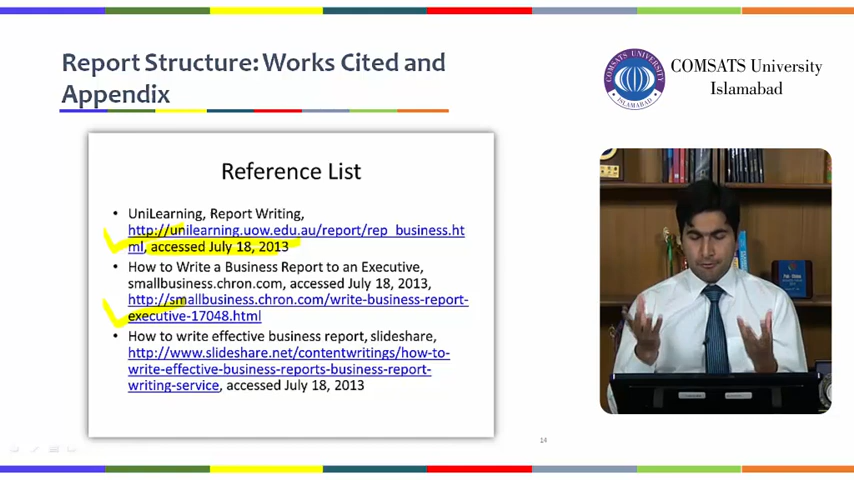 Report Structure: Works Cited and
Appendix
COMSATS University
Islamabad
COMSATS UNIVERSITY
ISLAMABAD
Reference List
• UniLearning, Report Writing,
http://unilearning.uow.edu.au/report/rep_business.ht
ml, accessed July 18, 2013
• How to Write a Business Report to an Executive,
smallbusiness.chron.com, accessed July 18, 2013,
http://smallbusiness.chron.com/write-business-report-
executive-17048.html
• How to write effective business report, slideshare,
http://www.slideshare.net/contentwritings/how-to-
write-effective-business-reports-business-report-
writing-service, accessed July 18, 2013
14